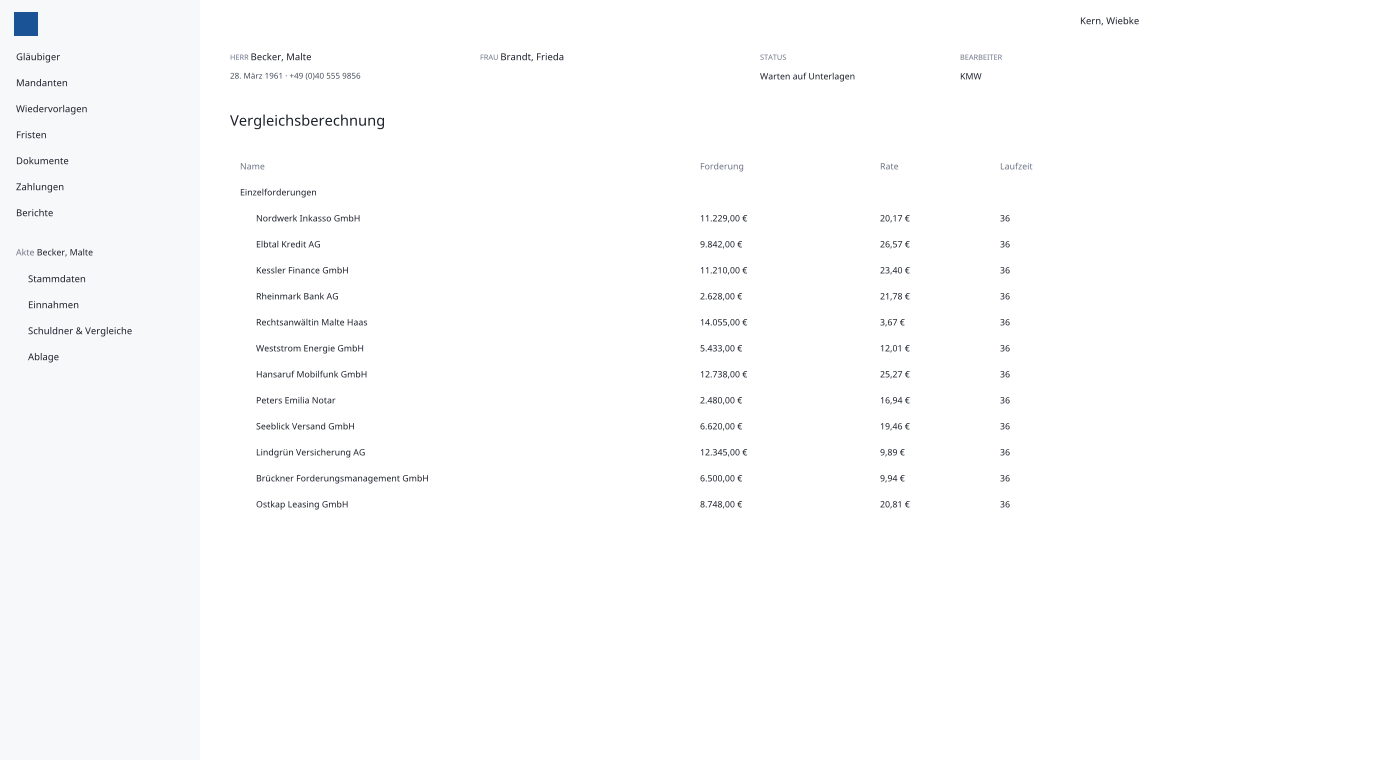 Kern, Wiebke
Gläubiger
Mandanten
Wiedervorlagen
Fristen
Dokumente
Zahlungen
Berichte
Akte Becker, Malte
Stammdaten
Einnahmen
Schuldner & Vergleiche
Ablage
HERR Becker, Malte FRAU Brandt, Frieda STATUS BEARBEITER
28. März 1961 · +49 (0)40 555 9856 Warten auf Unterlagen KMW
Vergleichsberechnung
Name Forderung Rate Laufzeit
Einzelforderungen
Nordwerk Inkasso GmbH 11.229,00 € 20,17 € 36
Elbtal Kredit AG 9.842,00 € 26,57 € 36
Kessler Finance GmbH 11.210,00 € 23,40 € 36
Rheinmark Bank AG 2.628,00 € 21,78 € 36
Rechtsanwältin Malte Haas 14.055,00 € 3,67 € 36
Weststrom Energie GmbH 5.433,00 € 12,01 € 36
Hansaruf Mobilfunk GmbH 12.738,00 € 25,27 € 36
Peters Emilia Notar 2.480,00 € 16,94 € 36
Seeblick Versand GmbH 6.620,00 € 19,46 € 36
Lindgrün Versicherung AG 12.345,00 € 9,89 € 36
Brückner Forderungsmanagement GmbH 6.500,00 € 9,94 € 36
Ostkap Leasing GmbH 8.748,00 € 20,81 € 36